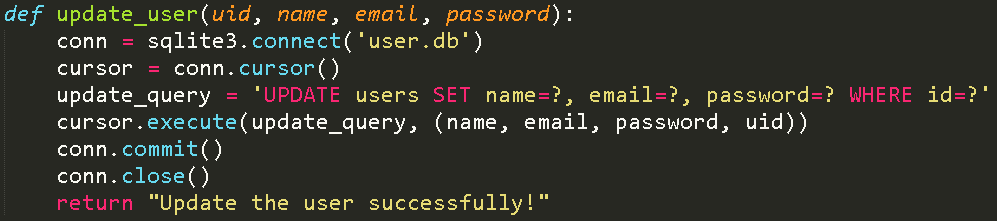 def update_user(uid, name, email, password):
    conn = sqlite3.connect('user.db')
    cursor = conn.cursor()
    update_query = 'UPDATE users SET name=?, email=?, password=? WHERE id=?'
    cursor.execute(update_query, (name, email, password, uid))
    conn.commit()
    conn.close()
    return "Update the user successfully!"